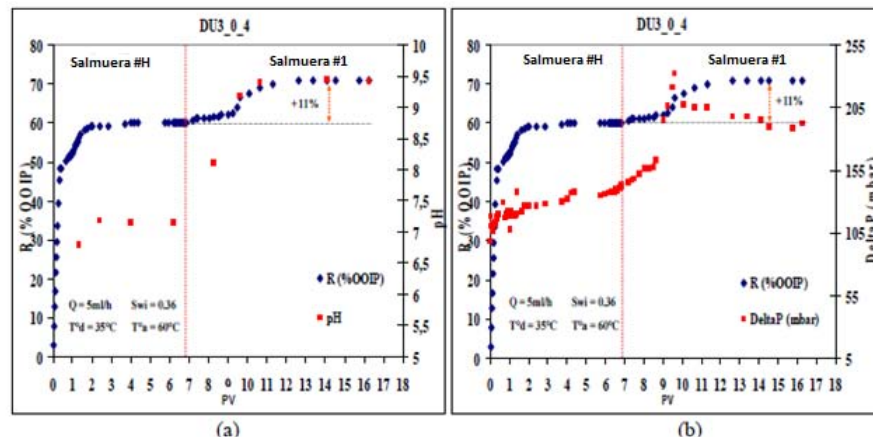 DU3_0_4
Salmuera #H
Salmuera #1
+11%
R (%OOIP)
pH
Q = 5ml/h Swi = 0.36
T°d = 35°C T°a = 60°C
80
70
60
50
40
30
20
10
0
10
9,5
9
8,5
8
7,5
7
6,5
6
5,5
5
R (% OOIP)
pH
0 1 2 3 4 5 6 7 8 9 10 11 12 13 14 15 16 17 18
PV
(a)
DU3_0_4
Salmuera #H
Salmuera #1
+11%
R (%OOIP)
DeltaP (mbar)
Q = 5ml/h Swi = 0.36
T°d = 35°C T°a = 60°C
80
70
60
50
40
30
20
10
0
255
205
155
105
55
5
R (% OOIP)
DeltaP (mbar)
0 1 2 3 4 5 6 7 8 9 10 11 12 13 14 15 16 17 18
PV
(b)